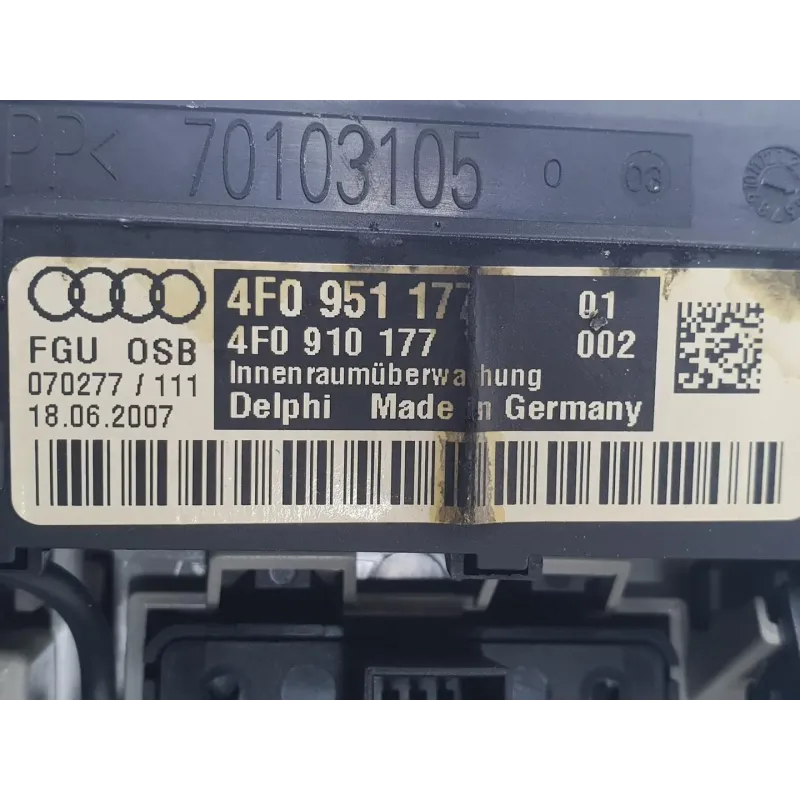 PP< 70103105 0 03
4F0 951 177 01
4F0 910 177 002
FGU OSB
Innenraumüberwachung
070277 / 111
Delphi Made in Germany
18.06.2007